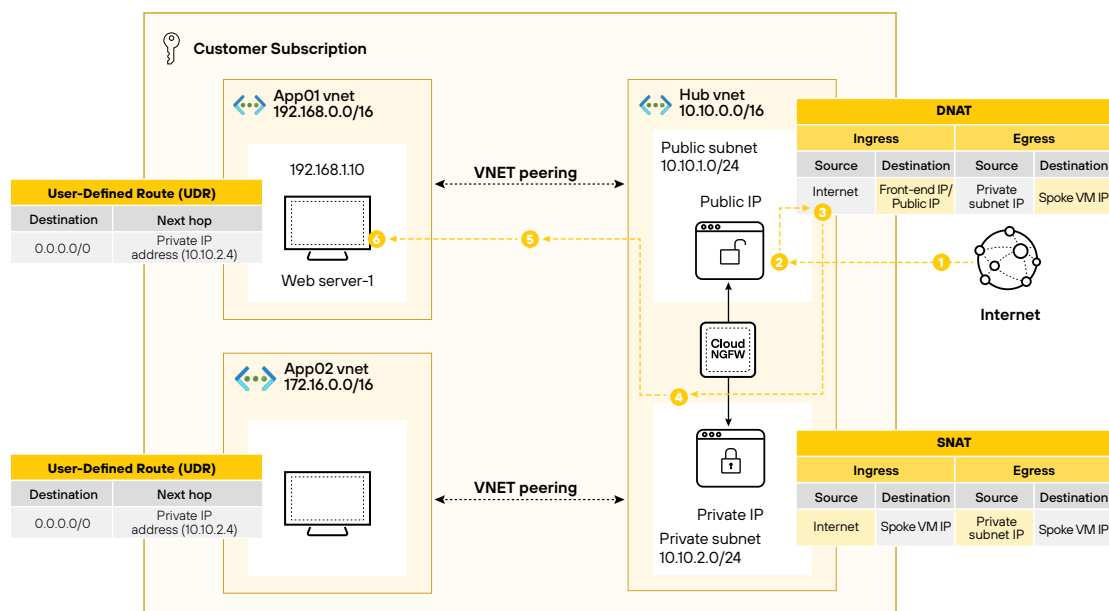 Customer Subscription
App01 vnet
192.168.0.0/16
192.168.1.10
Web server-1
User-Defined Route (UDR)
Destination Next hop
0.0.0.0/0 Private IP
address (10.10.2.4)
VNET peering
Hub vnet
10.10.0.0/16
Public subnet
10.10.1.0/24
Public IP
DNAT
Ingress Egress
Source Destination Source Destination
Internet Front-end IP/
Public IP Private
subnet IP Spoke VM IP
6
5
3
2
1
Internet
Cloud
NGFW
4
App02 vnet
172.16.0.0/16
User-Defined Route (UDR)
Destination Next hop
0.0.0.0/0 Private IP
address (10.10.2.4)
VNET peering
Private IP
Private subnet
10.10.2.0/24
SNAT
Ingress Egress
Source Destination Source Destination
Internet Spoke VM IP Private
subnet IP Spoke VM IP